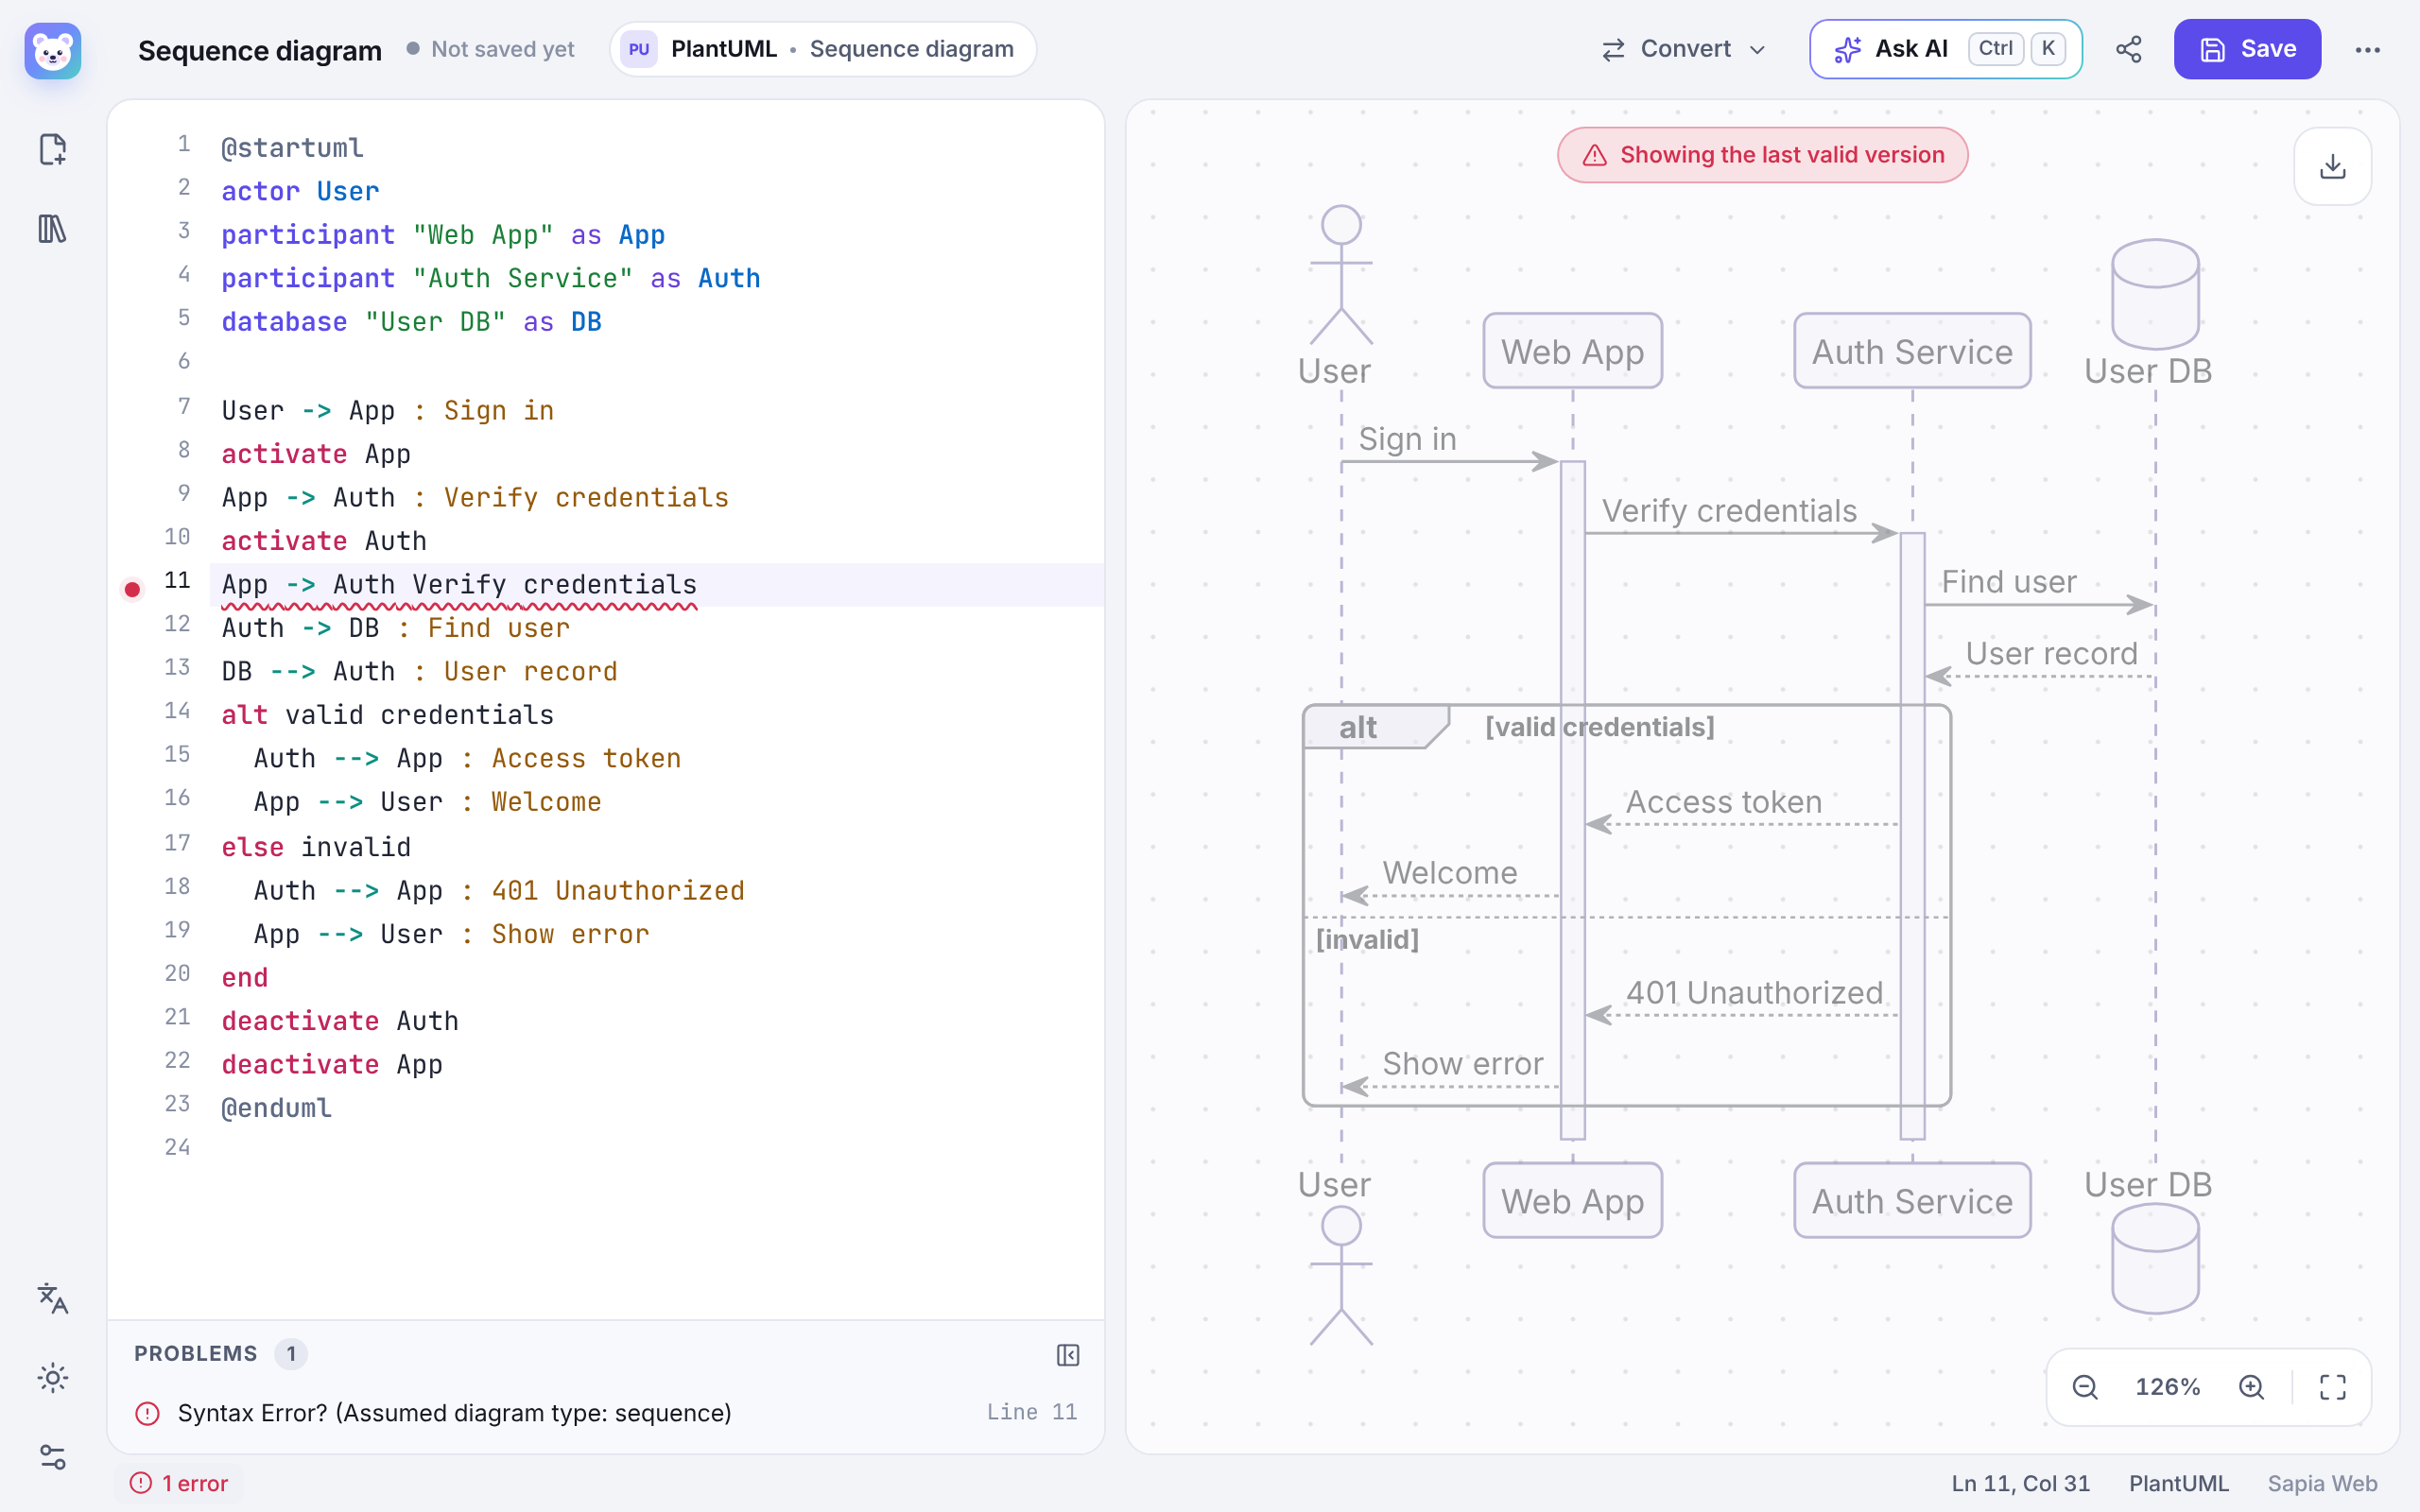 Sequence diagram
Not saved yet
PU PlantUML • Sequence diagram
Convert
Ask AI Ctrl K
Save
1 @startuml
2 actor User
3 participant "Web App" as App
4 participant "Auth Service" as Auth
5 database "User DB" as DB
6
7 User -> App : Sign in
8 activate App
9 App -> Auth : Verify credentials
10 activate Auth
11 App -> Auth Verify credentials
12 Auth -> DB : Find user
13 DB --> Auth : User record
14 alt valid credentials
15 Auth --> App : Access token
16 App --> User : Welcome
17 else invalid
18 Auth --> App : 401 Unauthorized
19 App --> User : Show error
20 end
21 deactivate Auth
22 deactivate App
23 @enduml
24
PROBLEMS 1
Syntax Error? (Assumed diagram type: sequence) Line 11
Showing the last valid version
User
Web App
Auth Service
User DB
Sign in
Verify credentials
Find user
User record
alt [valid credentials]
Access token
Welcome
[invalid]
401 Unauthorized
Show error
User
Web App
Auth Service
User DB
126%
1 error
Ln 11, Col 31
PlantUML
Sapia Web